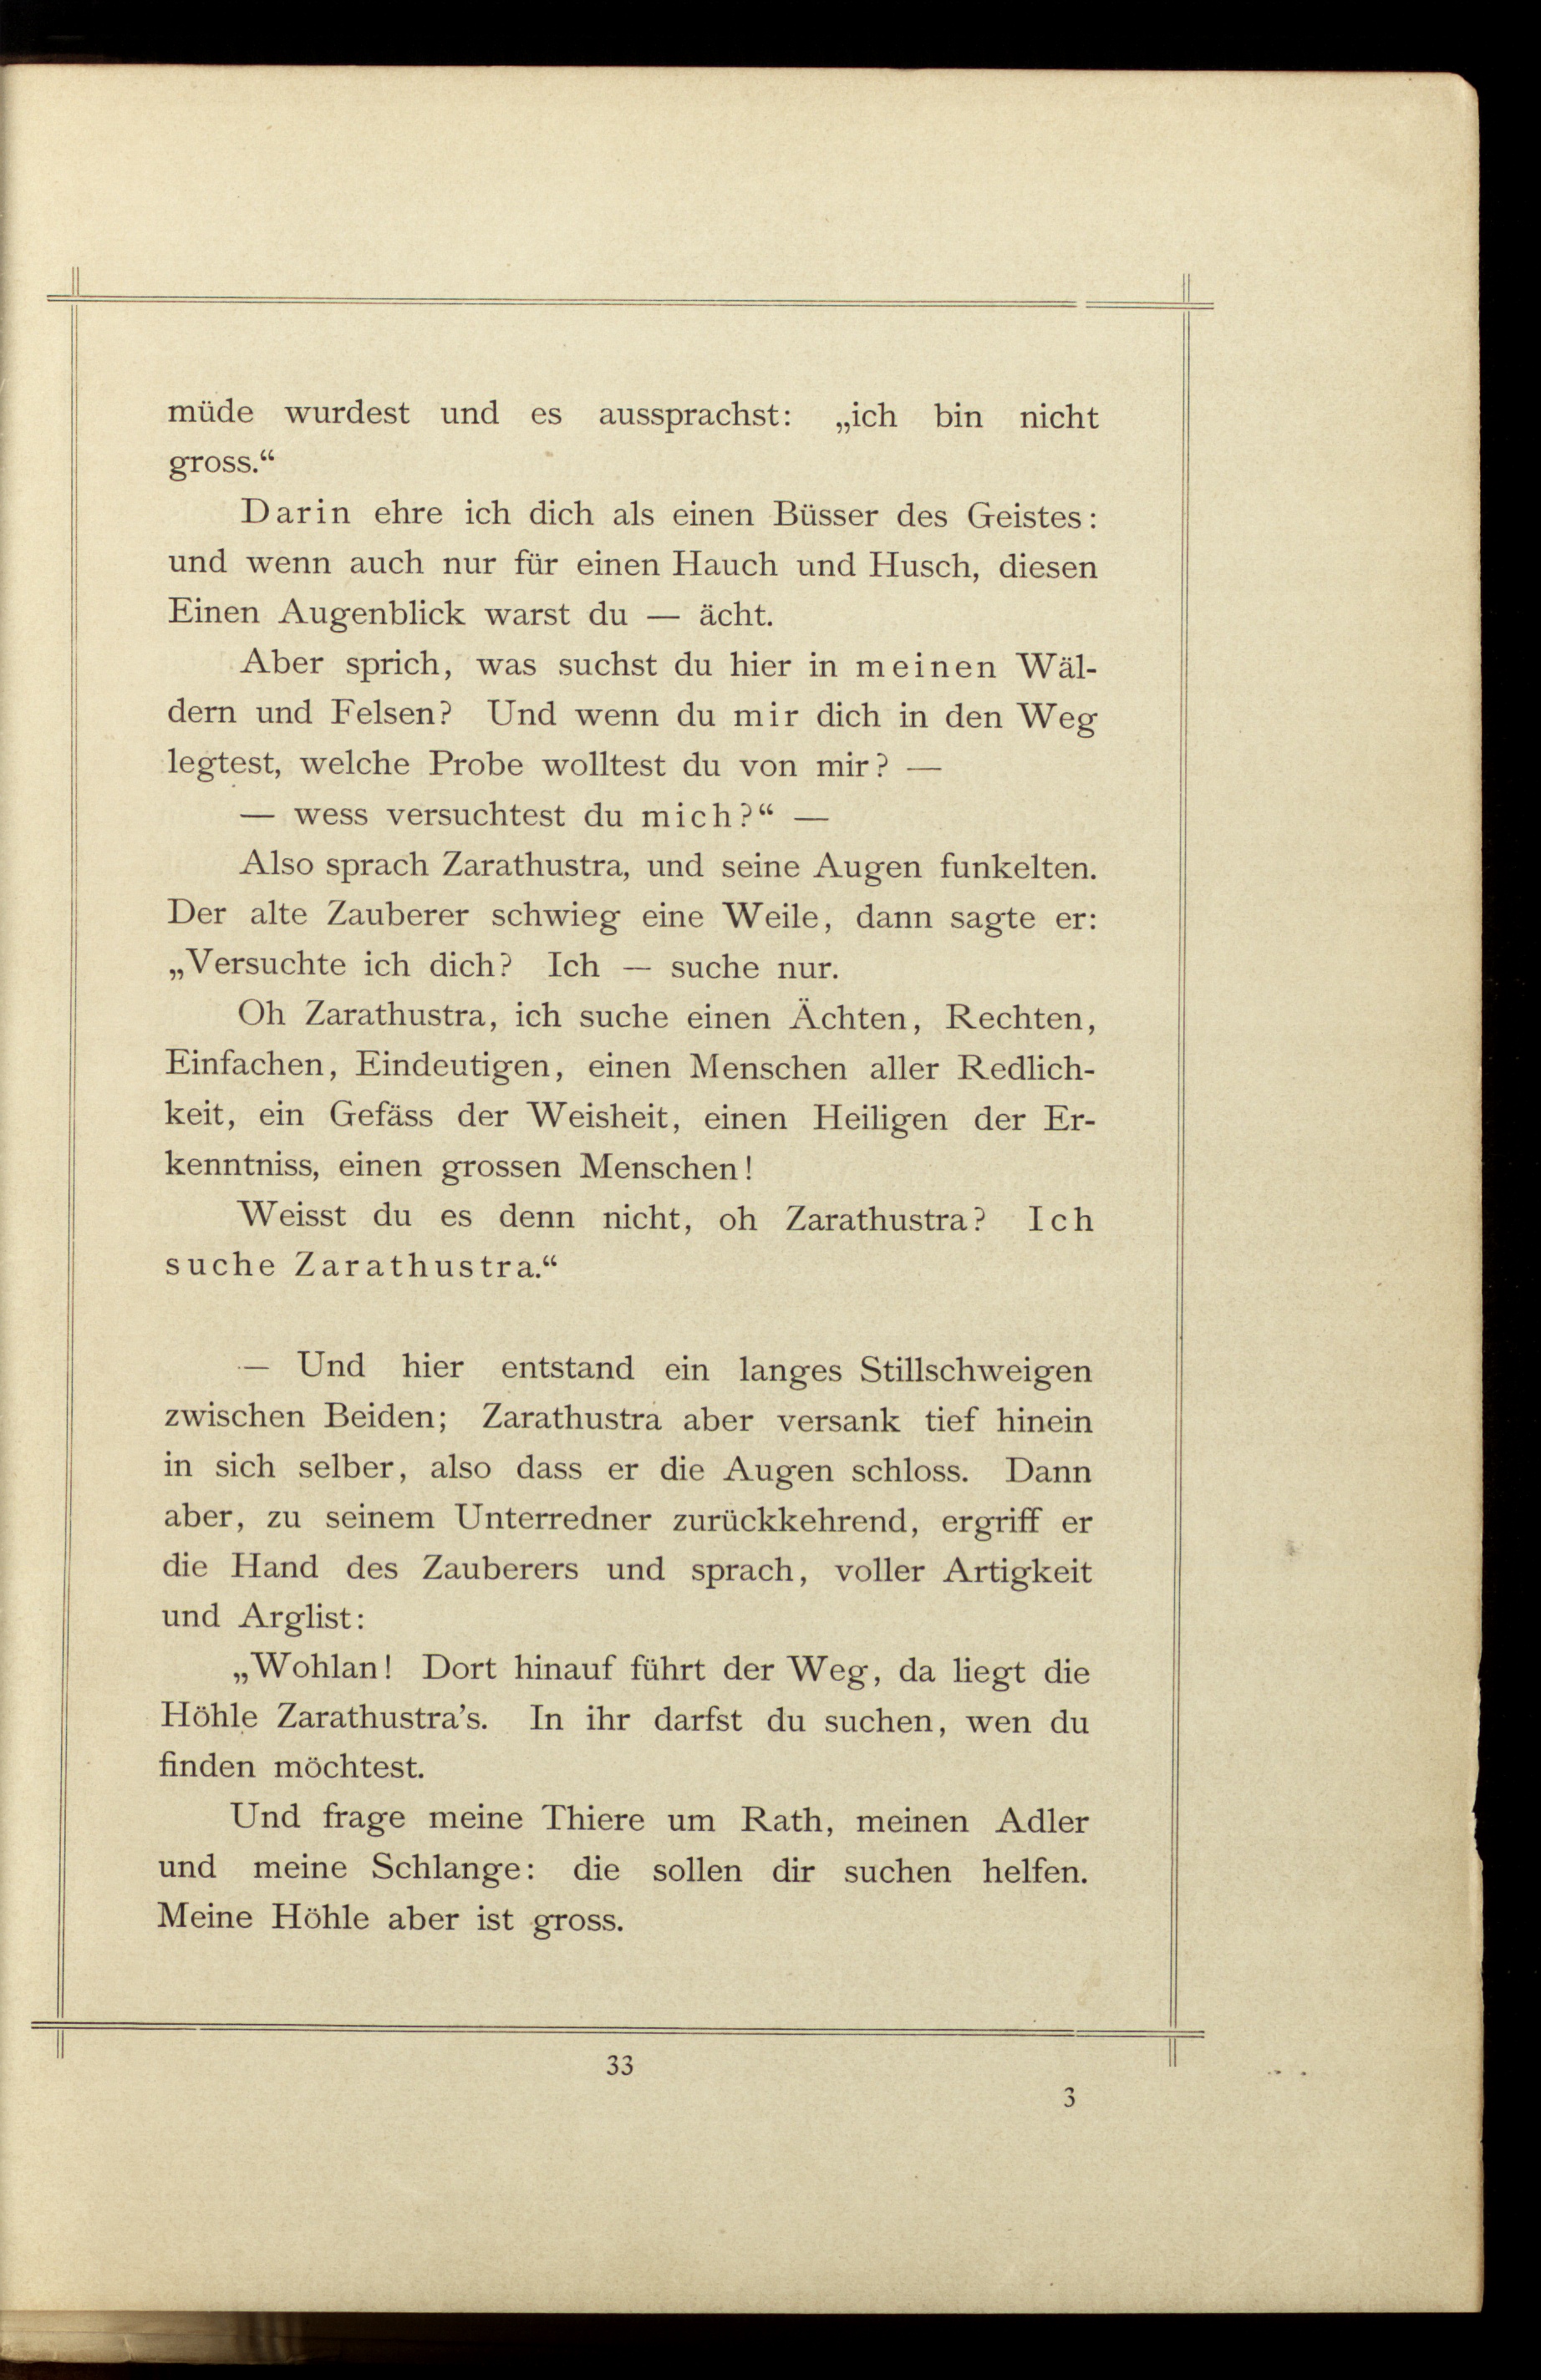 müde wurdest und es aussprachst: „ich bin nicht
gross.“
Darin ehre ich dich als einen Büsser des Geistes:
und wenn auch nur für einen Hauch und Husch, diesen
Einen Augenblick warst du — ächt.
Aber sprich, was suchst du hier in meinen Wäl-
dern und Felsen? Und wenn du mir dich in den Weg
legtest, welche Probe wolltest du von mir? —
— wess versuchtest du mich?“ —
Also sprach Zarathustra, und seine Augen funkelten.
Der alte Zauberer schwieg eine Weile, dann sagte er:
„Versuchte ich dich? Ich — suche nur.
Oh Zarathustra, ich suche einen Ächten, Rechten,
Einfachen, Eindeutigen, einen Menschen aller Redlich-
keit, ein Gefäss der Weisheit, einen Heiligen der Er-
kenntniss, einen grossen Menschen!
Weisst du es denn nicht, oh Zarathustra? Ich
suche Zarathustra.“
— Und hier entstand ein langes Stillschweigen
zwischen Beiden; Zarathustra aber versank tief hinein
in sich selber, also dass er die Augen schloss. Dann
aber, zu seinem Unterredner zurückkehrend, ergriff er
die Hand des Zauberers und sprach, voller Artigkeit
und Arglist:
„Wohlan! Dort hinauf führt der Weg, da liegt die
Höhle Zarathustra’s. In ihr darfst du suchen, wen du
finden möchtest.
Und frage meine Thiere um Rath, meinen Adler
und meine Schlange: die sollen dir suchen helfen.
Meine Höhle aber ist gross.
33
3